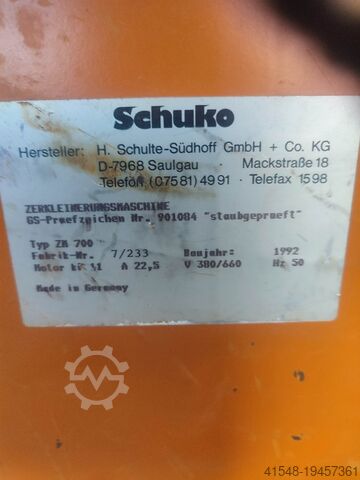 Schuko
Hersteller: H. Schulte-Südhoff GmbH + Co. KG
D-7968 Saulgau Mackstraße 18
Telefon (07581) 4991 · Telefax 1598
ZERKLEINERUNGSMASCHINE
GS-Pruefzeichen Nr. 901084 "staubgeprueft"
Typ ZM 700
Fabrik-Nr. 7/233 Baujahr: 1992
Motor kW 11 A 22,5 V 380/660 Hz 50
Made in Germany
41548-19457361